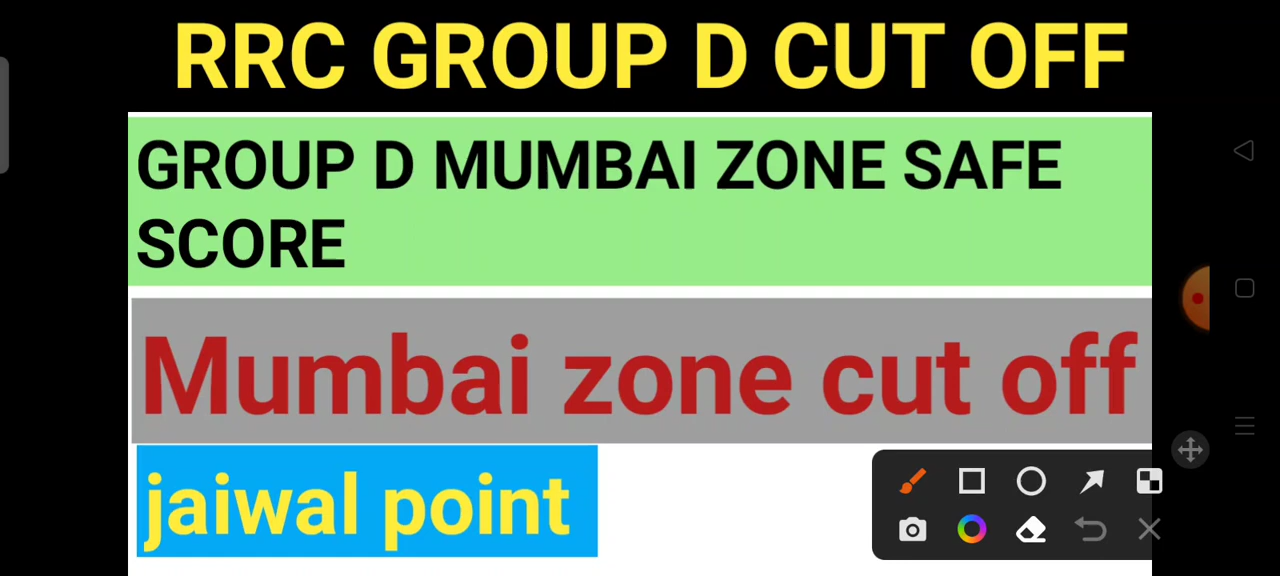 RRC GROUP D CUT OFF
GROUP D MUMBAI ZONE SAFE
SCORE
Mumbai zone cut off
jaiwal point